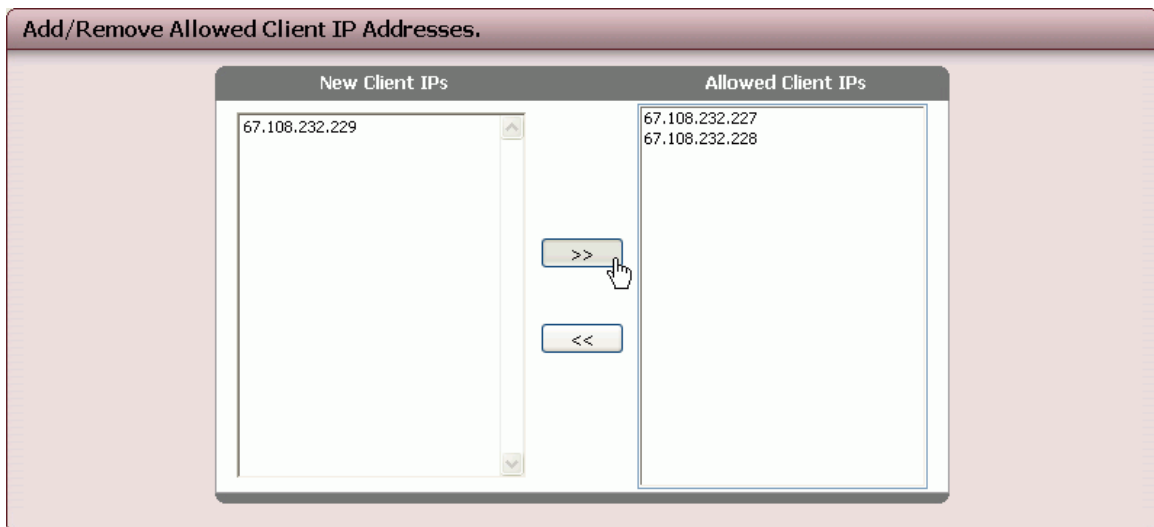 Add/Remove Allowed Client IP Addresses.
New Client IPs
Allowed Client IPs
67.108.232.229
67.108.232.227
67.108.232.228
>>
<<